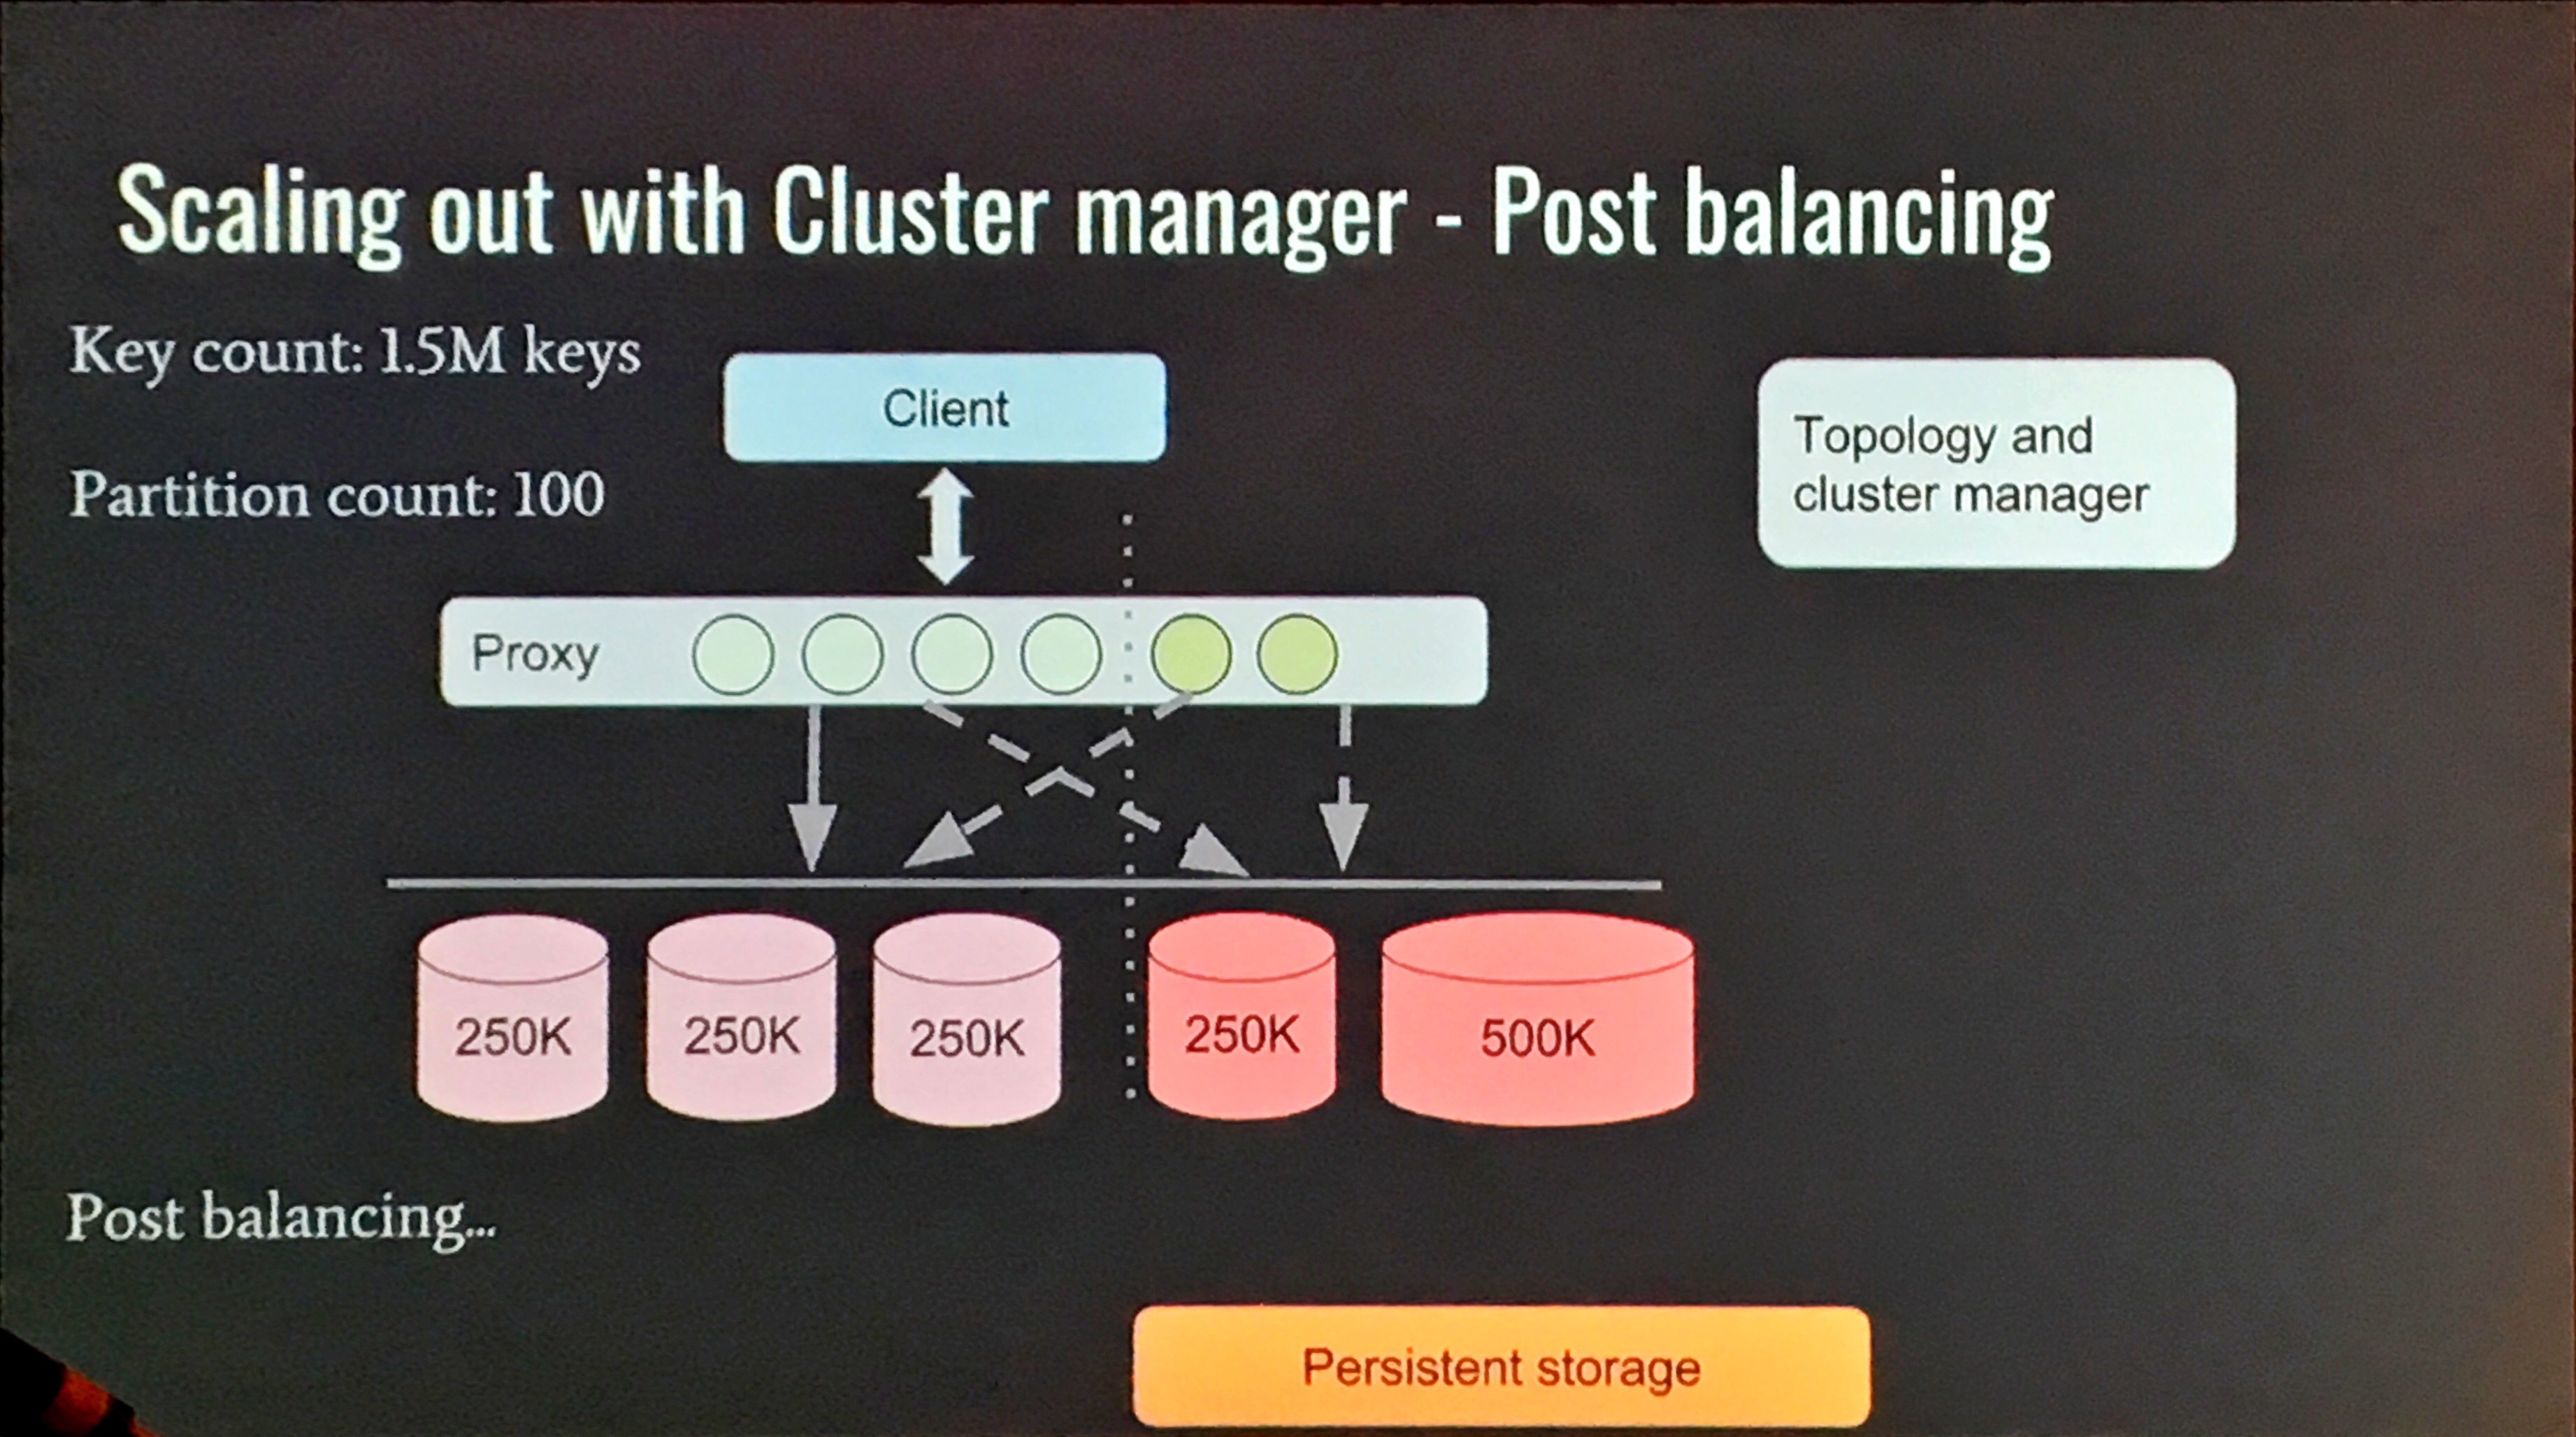 Scaling out with Cluster manager - Post balancing
Key count: 1.5M keys
Client
Topology and
cluster manager
Partition count: 100
Proxy
250K
250K
250K
250K
500K
Post balancing...
Persistent storage